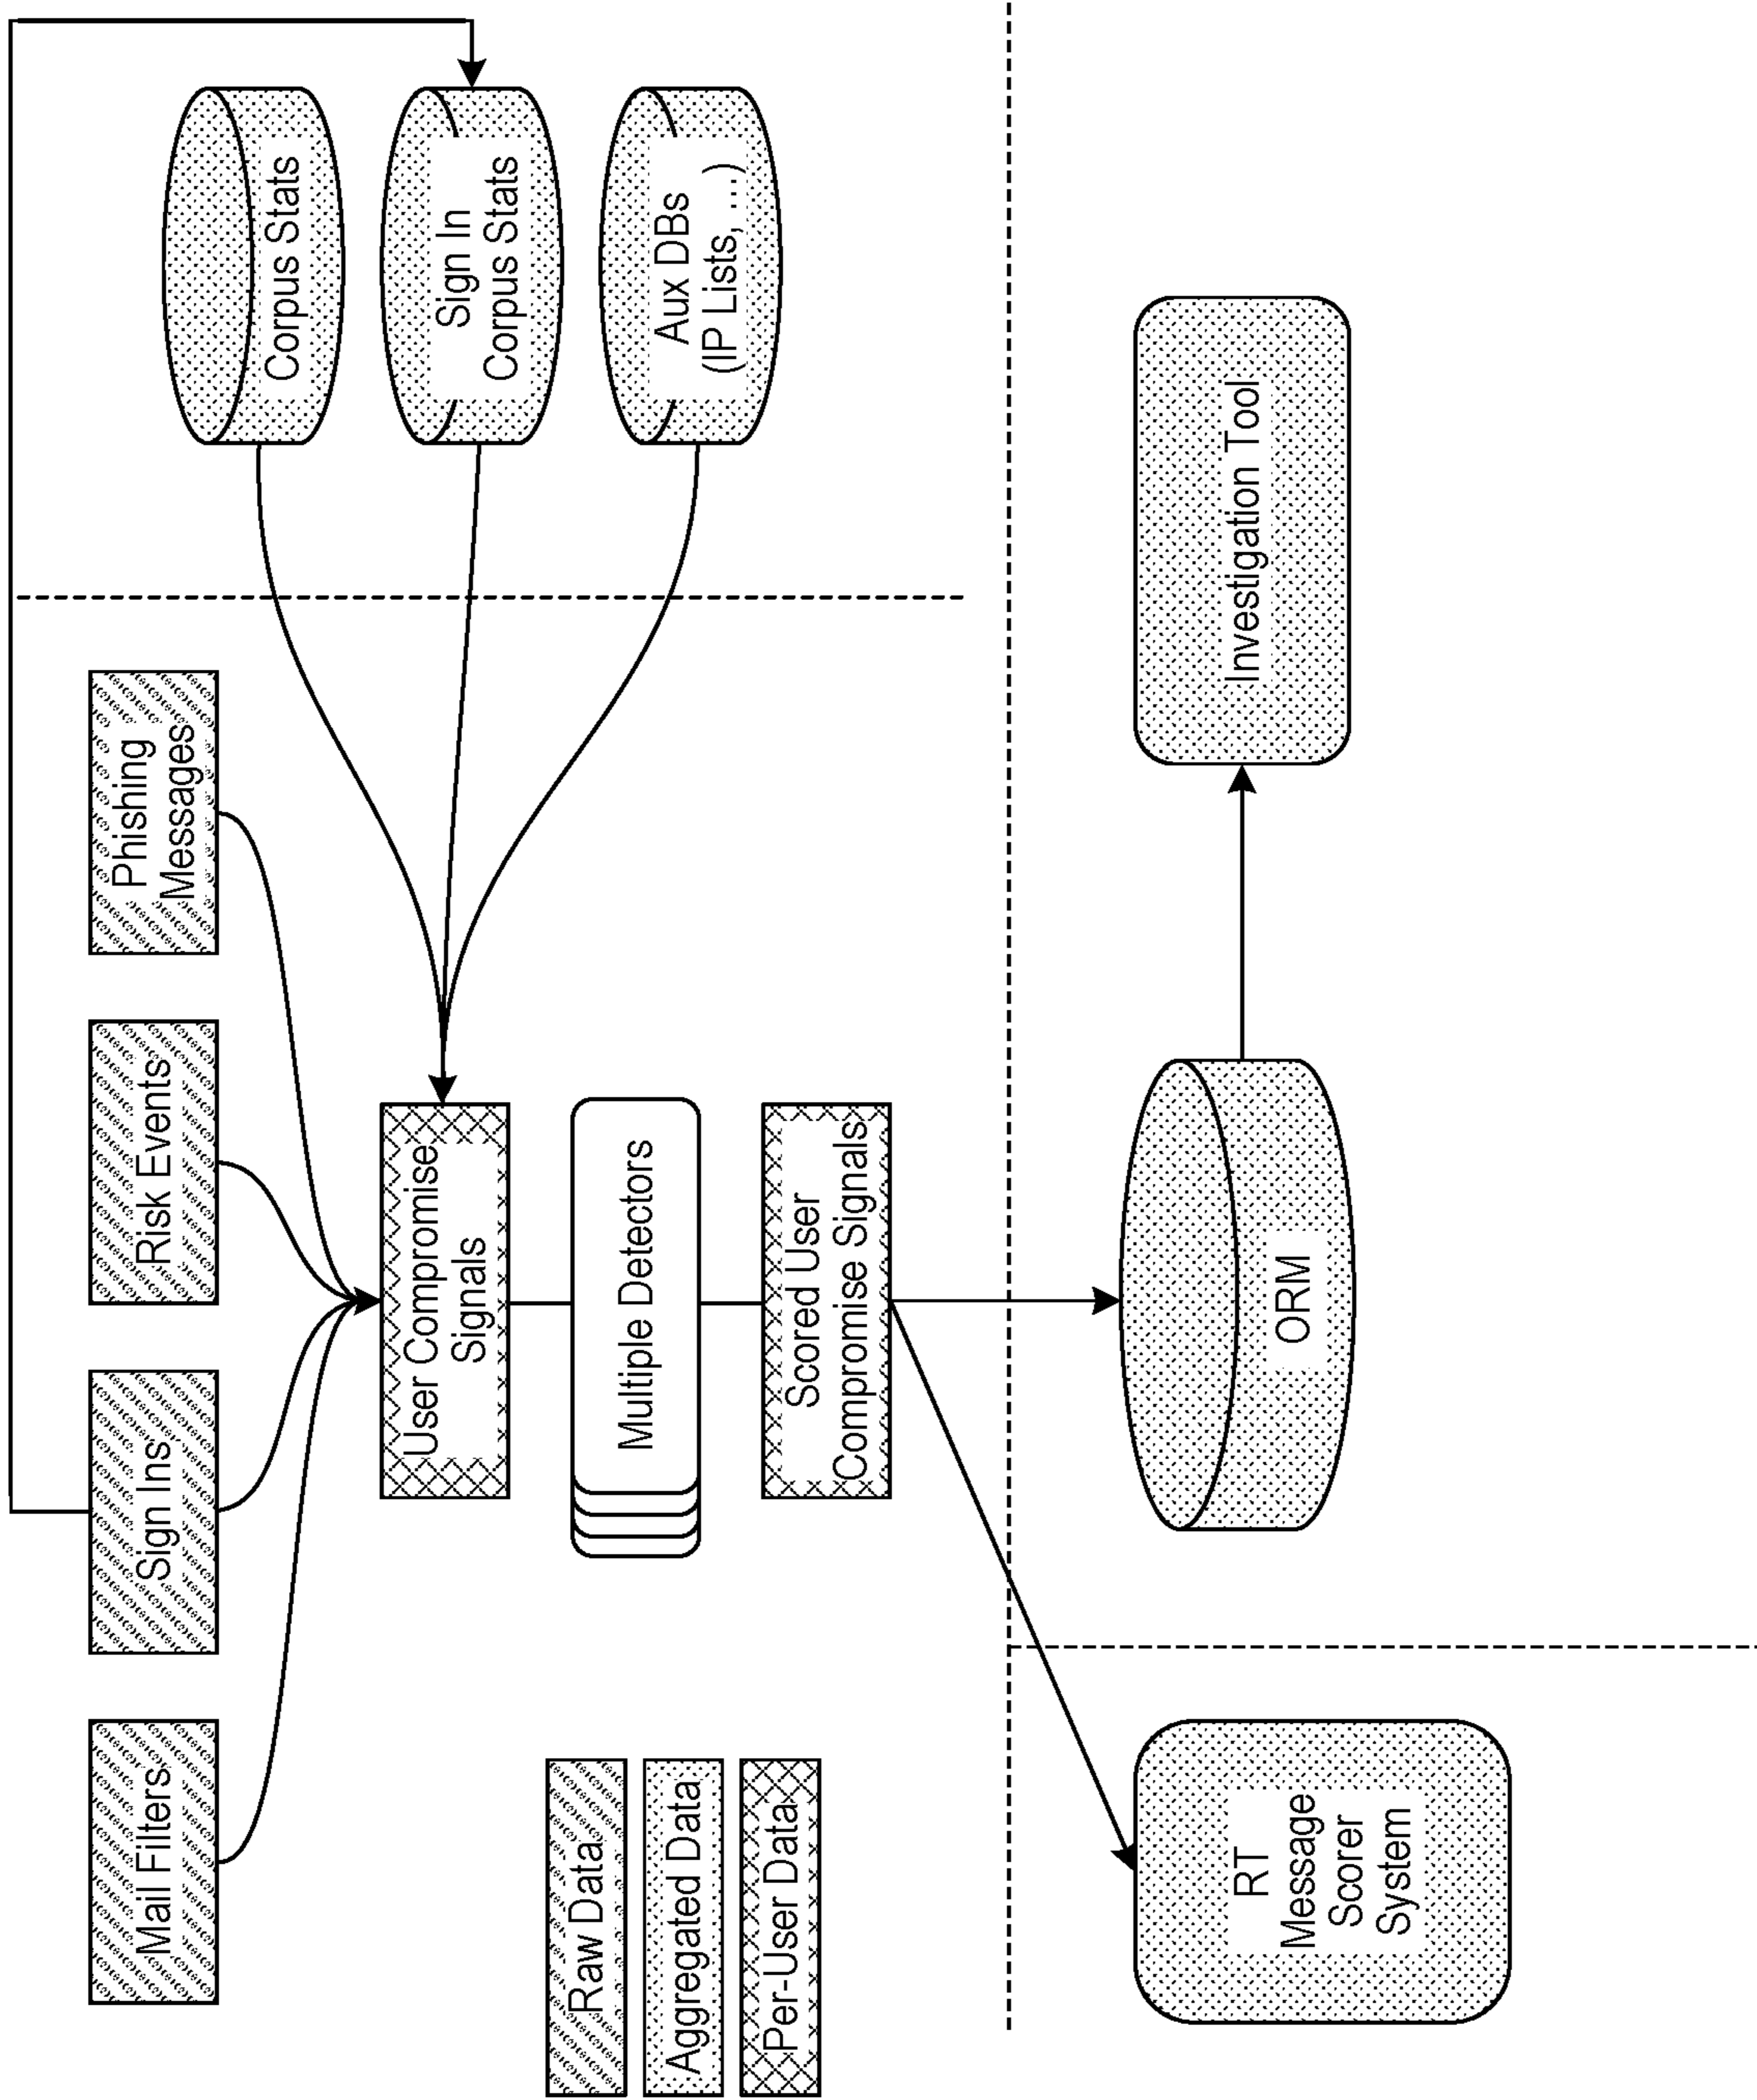 Mail Filters
Sign Ins
Risk Events
Phishing
Messages
Corpus Stats
Sign In
Corpus Stats
Aux DBs
(IP Lists, ...)
User Compromise
Signals
Multiple Detectors
Scored User
Compromise Signals
Raw Data
Aggregated Data
Per-User Data
RT
Message
Scorer
System
ORM
Investigation Tool